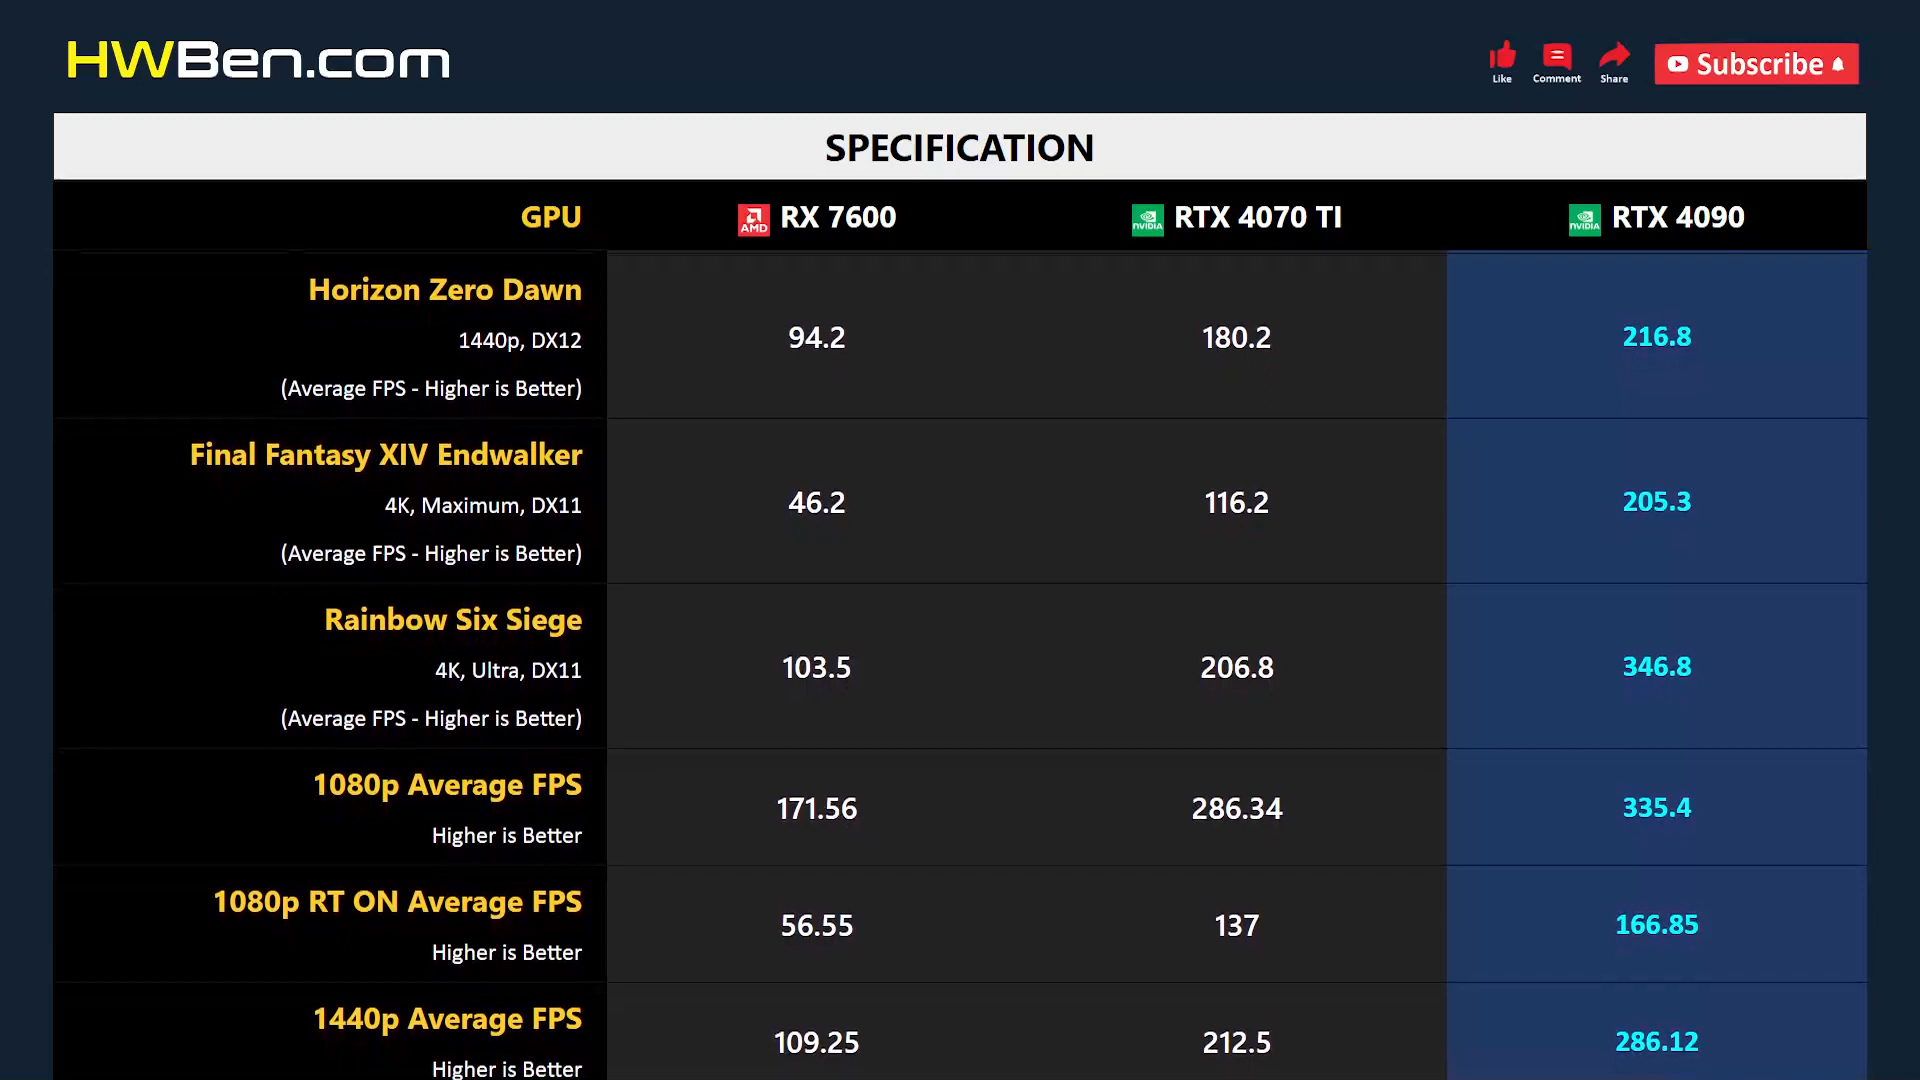 HWBen.com
Like Comment Share Subscribe
SPECIFICATION
GPU AMD RX 7600 NVIDIA RTX 4070 TI NVIDIA RTX 4090
Horizon Zero Dawn
1440p, DX12 94.2 180.2 216.8
(Average FPS - Higher is Better)
Final Fantasy XIV Endwalker
4K, Maximum, DX11 46.2 116.2 205.3
(Average FPS - Higher is Better)
Rainbow Six Siege
4K, Ultra, DX11 103.5 206.8 346.8
(Average FPS - Higher is Better)
1080p Average FPS 171.56 286.34 335.4
Higher is Better
1080p RT ON Average FPS 56.55 137 166.85
Higher is Better
1440p Average FPS 109.25 212.5 286.12
Higher is Better